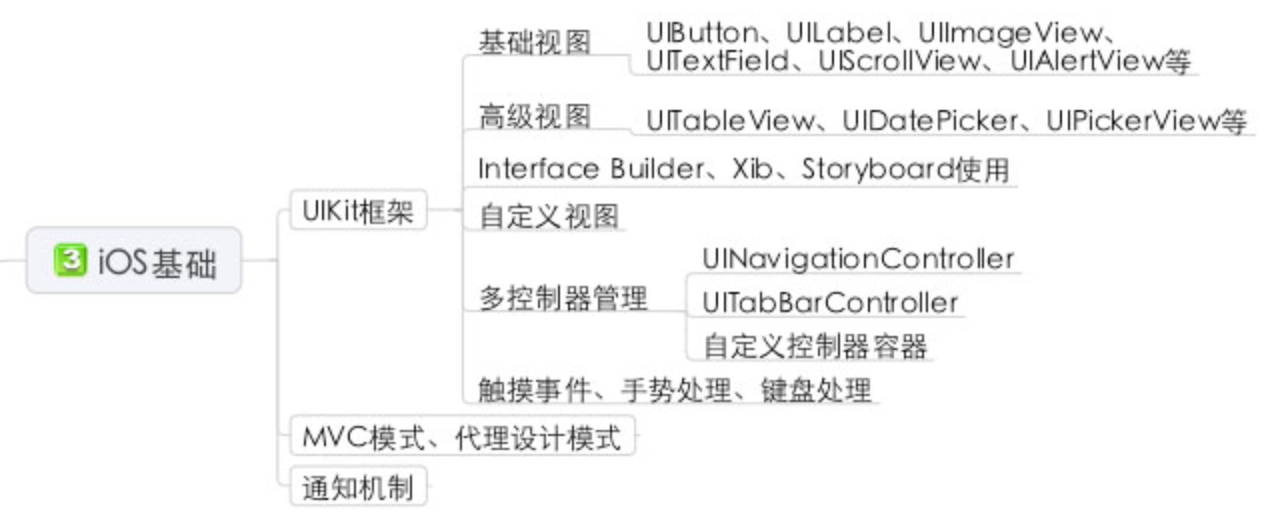 3 iOS基础
UIKit框架
基础视图
UIButton、UILabel、UIImageView、
UITextField、UIScrollView、UIAlertView等
高级视图
UITableView、UIDatePicker、UIPickerView等
Interface Builder、Xib、Storyboard使用
自定义视图
多控制器管理
UINavigationController
UITabBarController
自定义控制器容器
触摸事件、手势处理、键盘处理
MVC模式、代理设计模式
通知机制